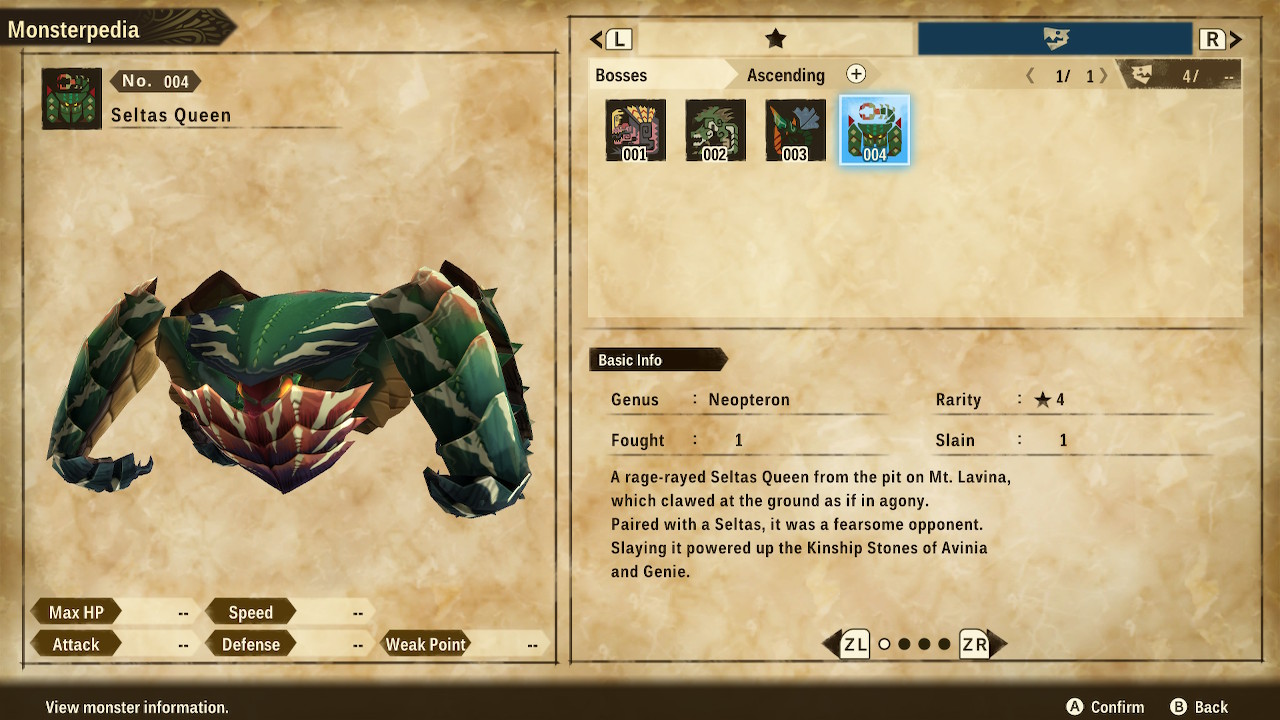 Monsterpedia
No. 004
Seltas Queen
L
R
Bosses
Ascending
1/ 1
4/ --
001
002
003
004
Basic Info
Genus : Neopteron
Rarity : ★ 4
Fought : 1
Slain : 1
A rage-rayed Seltas Queen from the pit on Mt. Lavina,
which clawed at the ground as if in agony.
Paired with a Seltas, it was a fearsome opponent.
Slaying it powered up the Kinship Stones of Avinia
and Genie.
Max HP --
Speed --
Attack --
Defense --
Weak Point --
ZL
ZR
View monster information.
A Confirm
B Back